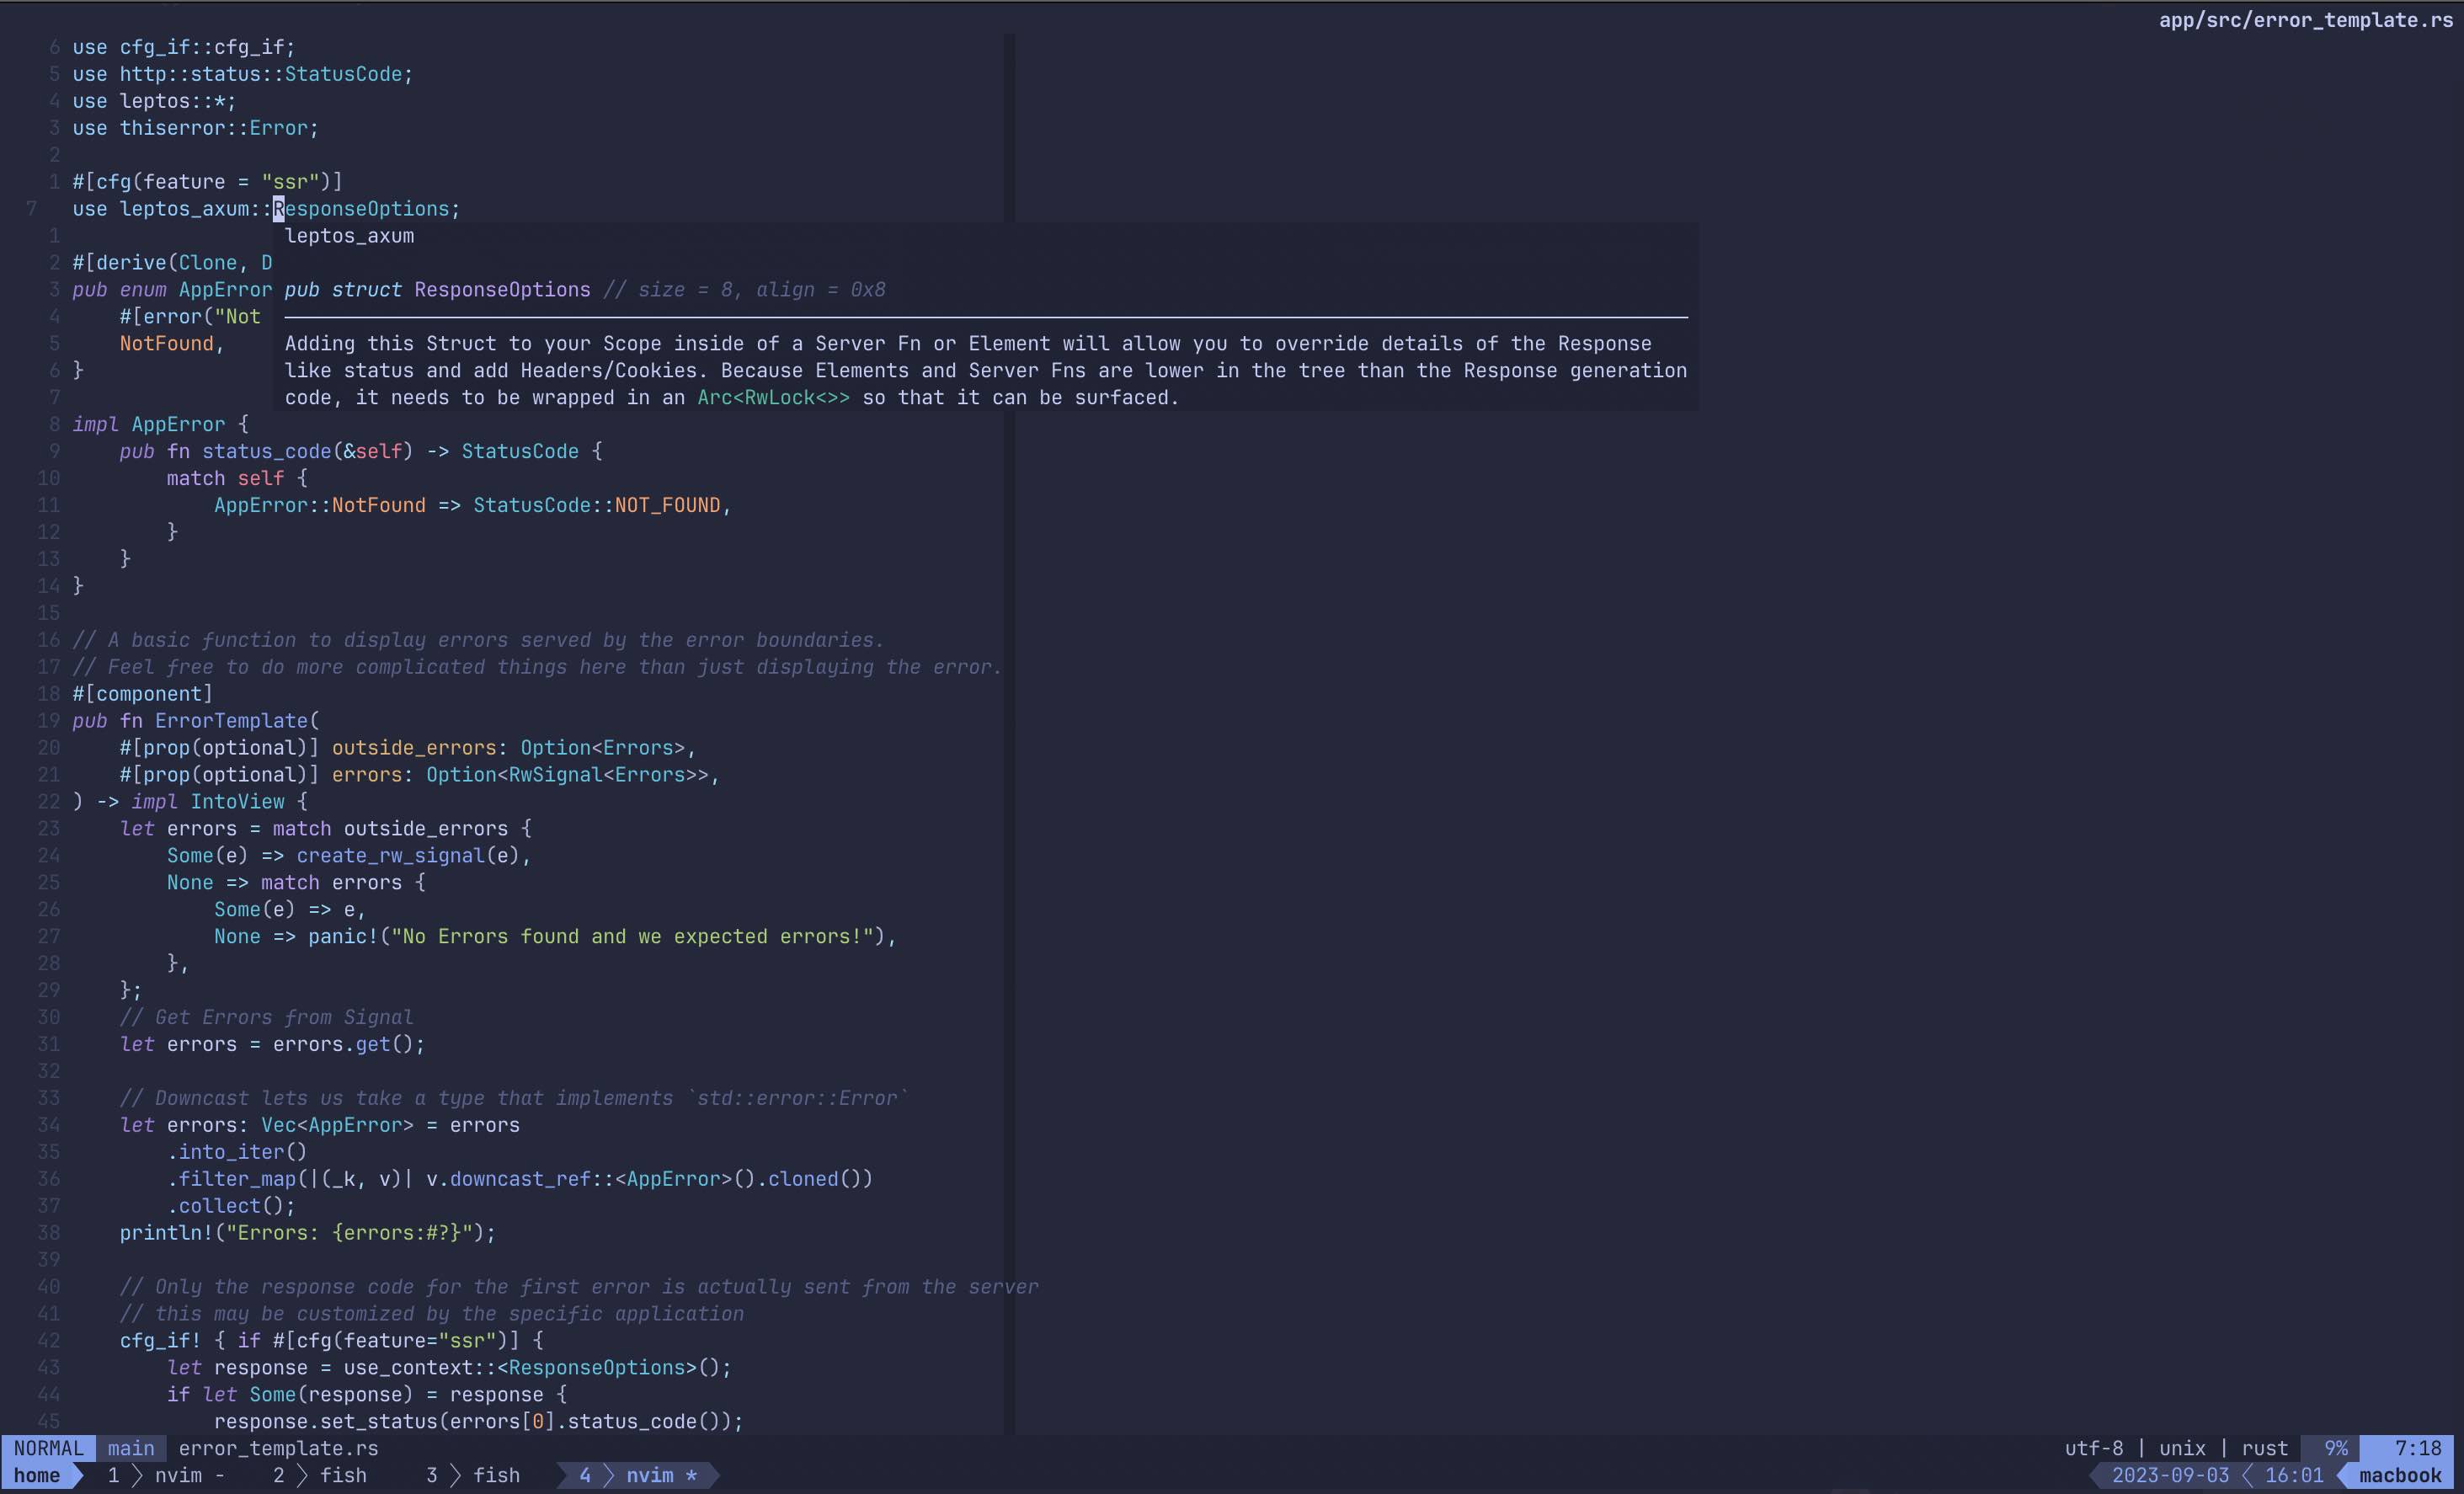 app/src/error_template.rs
6 use cfg_if::cfg_if;
5 use http::status::StatusCode;
4 use leptos::*;
3 use thiserror::Error;
2
1 #[cfg(feature = "ssr")]
7 use leptos_axum::ResponseOptions;
1 leptos_axum
2 #[derive(Clone, D
3 pub enum AppError pub struct ResponseOptions // size = 8, align = 0x8
4     #[error("Not
5     NotFound, Adding this Struct to your Scope inside of a Server Fn or Element will allow you to override details of the Response
6 } like status and add Headers/Cookies. Because Elements and Server Fns are lower in the tree than the Response generation
7 code, it needs to be wrapped in an Arc<RwLock<>> so that it can be surfaced.
8 impl AppError {
9     pub fn status_code(&self) -> StatusCode {
10         match self {
11             AppError::NotFound => StatusCode::NOT_FOUND,
12         }
13     }
14 }
15
16 // A basic function to display errors served by the error boundaries.
17 // Feel free to do more complicated things here than just displaying the error.
18 #[component]
19 pub fn ErrorTemplate(
20     #[prop(optional)] outside_errors: Option<Errors>,
21     #[prop(optional)] errors: Option<RwSignal<Errors>>,
22 ) -> impl IntoView {
23     let errors = match outside_errors {
24         Some(e) => create_rw_signal(e),
25         None => match errors {
26             Some(e) => e,
27             None => panic!("No Errors found and we expected errors!"),
28         },
29     };
30     // Get Errors from Signal
31     let errors = errors.get();
32
33     // Downcast lets us take a type that implements `std::error::Error`
34     let errors: Vec<AppError> = errors
35         .into_iter()
36         .filter_map(|(_k, v)| v.downcast_ref::<AppError>().cloned())
37         .collect();
38     println!("Errors: {errors:#?}");
39
40     // Only the response code for the first error is actually sent from the server
41     // this may be customized by the specific application
42     cfg_if! { if #[cfg(feature="ssr")] {
43         let response = use_context::<ResponseOptions>();
44         if let Some(response) = response {
45             response.set_status(errors[0].status_code());
NORMAL main error_template.rs utf-8 | unix | rust 9% 7:18
home 1 nvim - 2 fish 3 fish 4 nvim * 2023-09-03 16:01 macbook